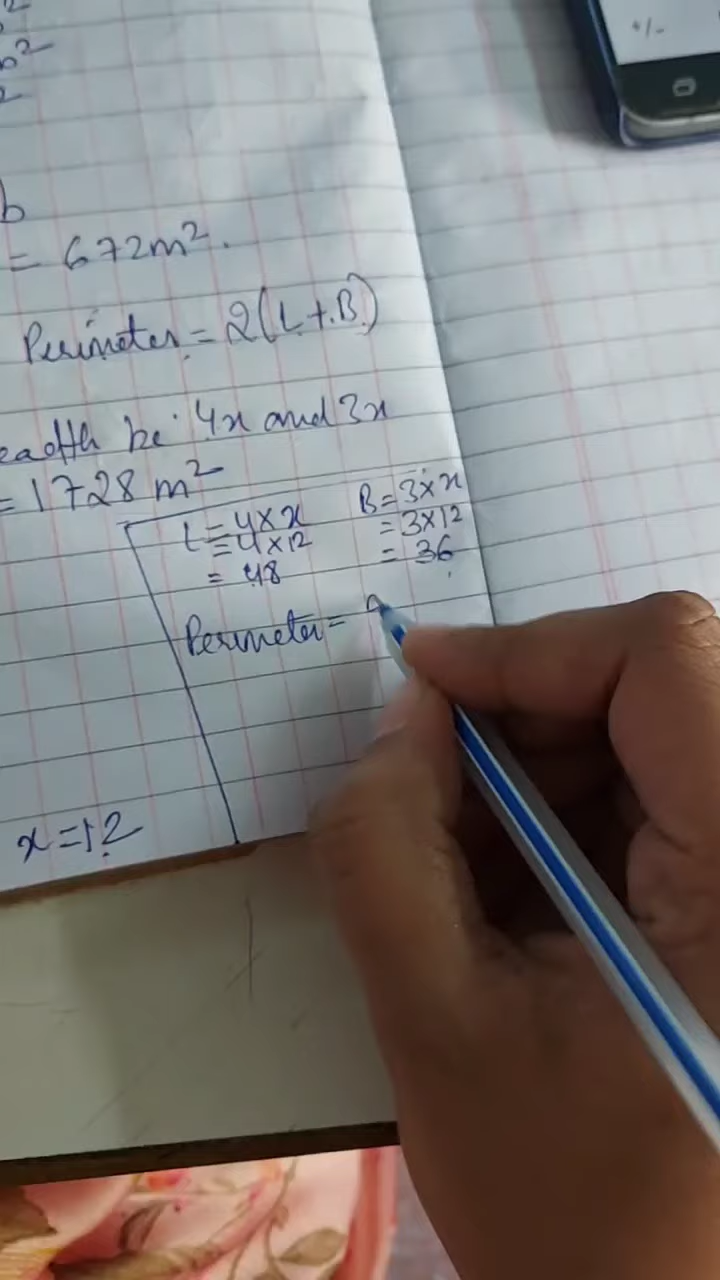 b
= 672m².
Perimeter = 2(L+B)
eadth be 4x and 3x
= 1728 m²
L = 4×x
= 4×12
= 48
B = 3×x
= 3×12
= 36
Perimeter =
x = 12
+/-